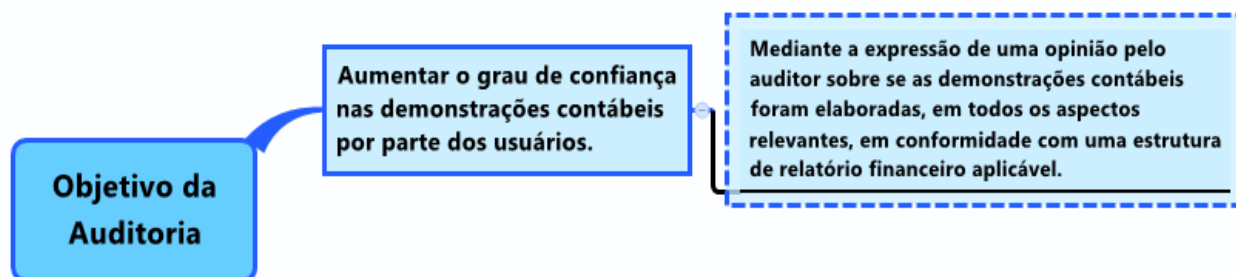 Objetivo da
Auditoria
Aumentar o grau de confiança
nas demonstrações contábeis
por parte dos usuários.
Mediante a expressão de uma opinião pelo
auditor sobre se as demonstrações contábeis
foram elaboradas, em todos os aspectos
relevantes, em conformidade com uma estrutura
de relatório financeiro aplicável.